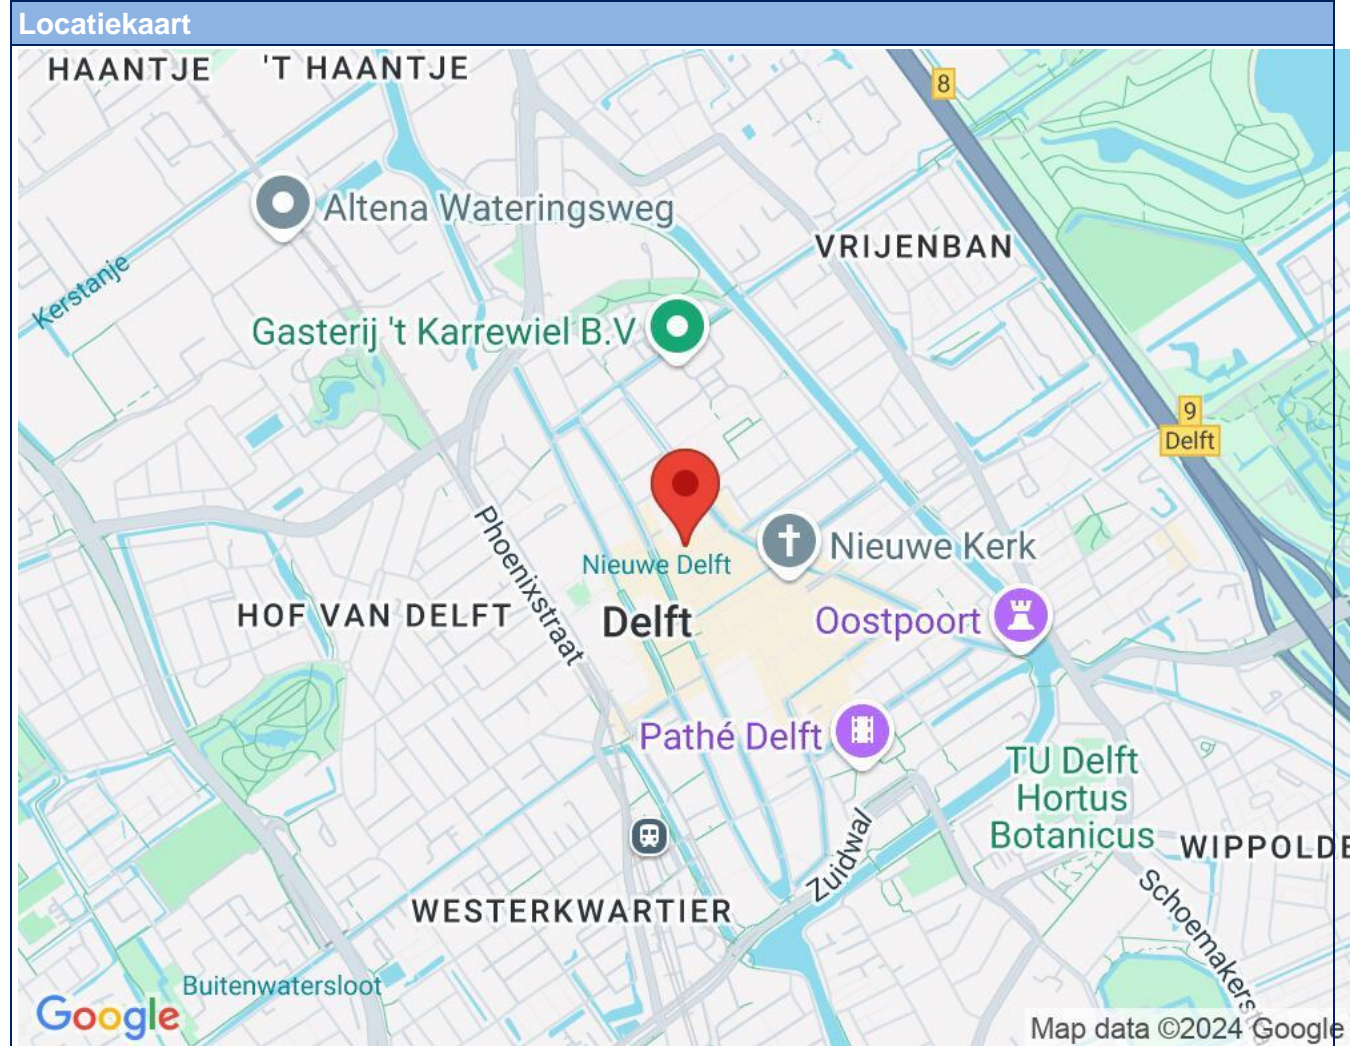 Locatiekaart
HAANTJE
'T HAANTJE
8
Altena Wateringsweg
VRIJENBAN
Kerstanje
Gasterij 't Karrewiel B.V
9
Delft
Phoenixstraat
Nieuwe Kerk
Nieuwe Delft
HOF VAN DELFT
Delft
Oostpoort
Pathé Delft
TU Delft
Hortus
Botanicus
WIPPOLDE
Zuidwal
Schoemakerst
WESTERKWARTIER
Buitenwatersloot
Google
Map data ©2024 Google